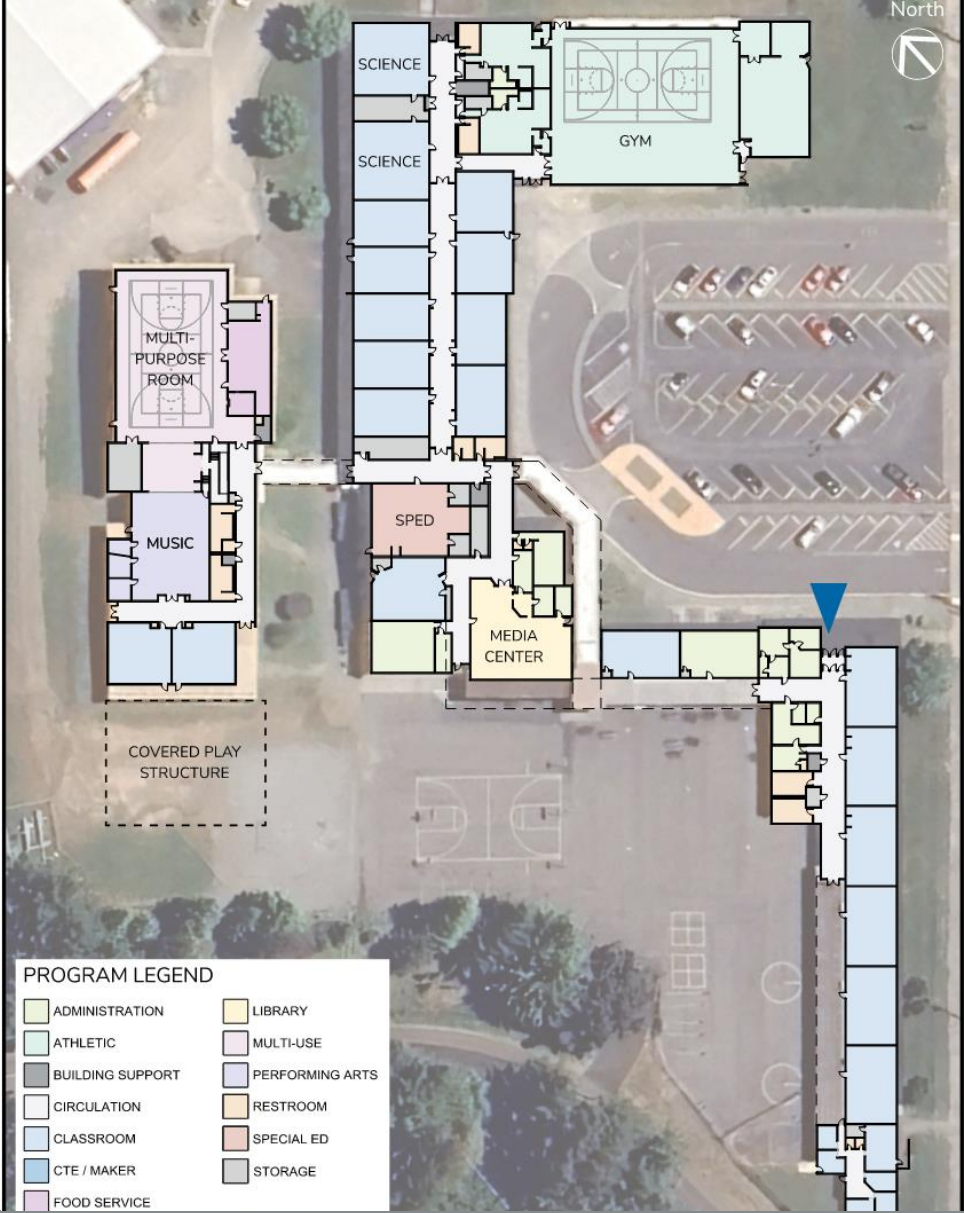 North
SCIENCE
SCIENCE
GYM
MULTI-
PURPOSE
ROOM
SPED
MUSIC
MEDIA
CENTER
COVERED PLAY
STRUCTURE
PROGRAM LEGEND
ADMINISTRATION
ATHLETIC
BUILDING SUPPORT
CIRCULATION
CLASSROOM
CTE / MAKER
FOOD SERVICE
LIBRARY
MULTI-USE
PERFORMING ARTS
RESTROOM
SPECIAL ED
STORAGE